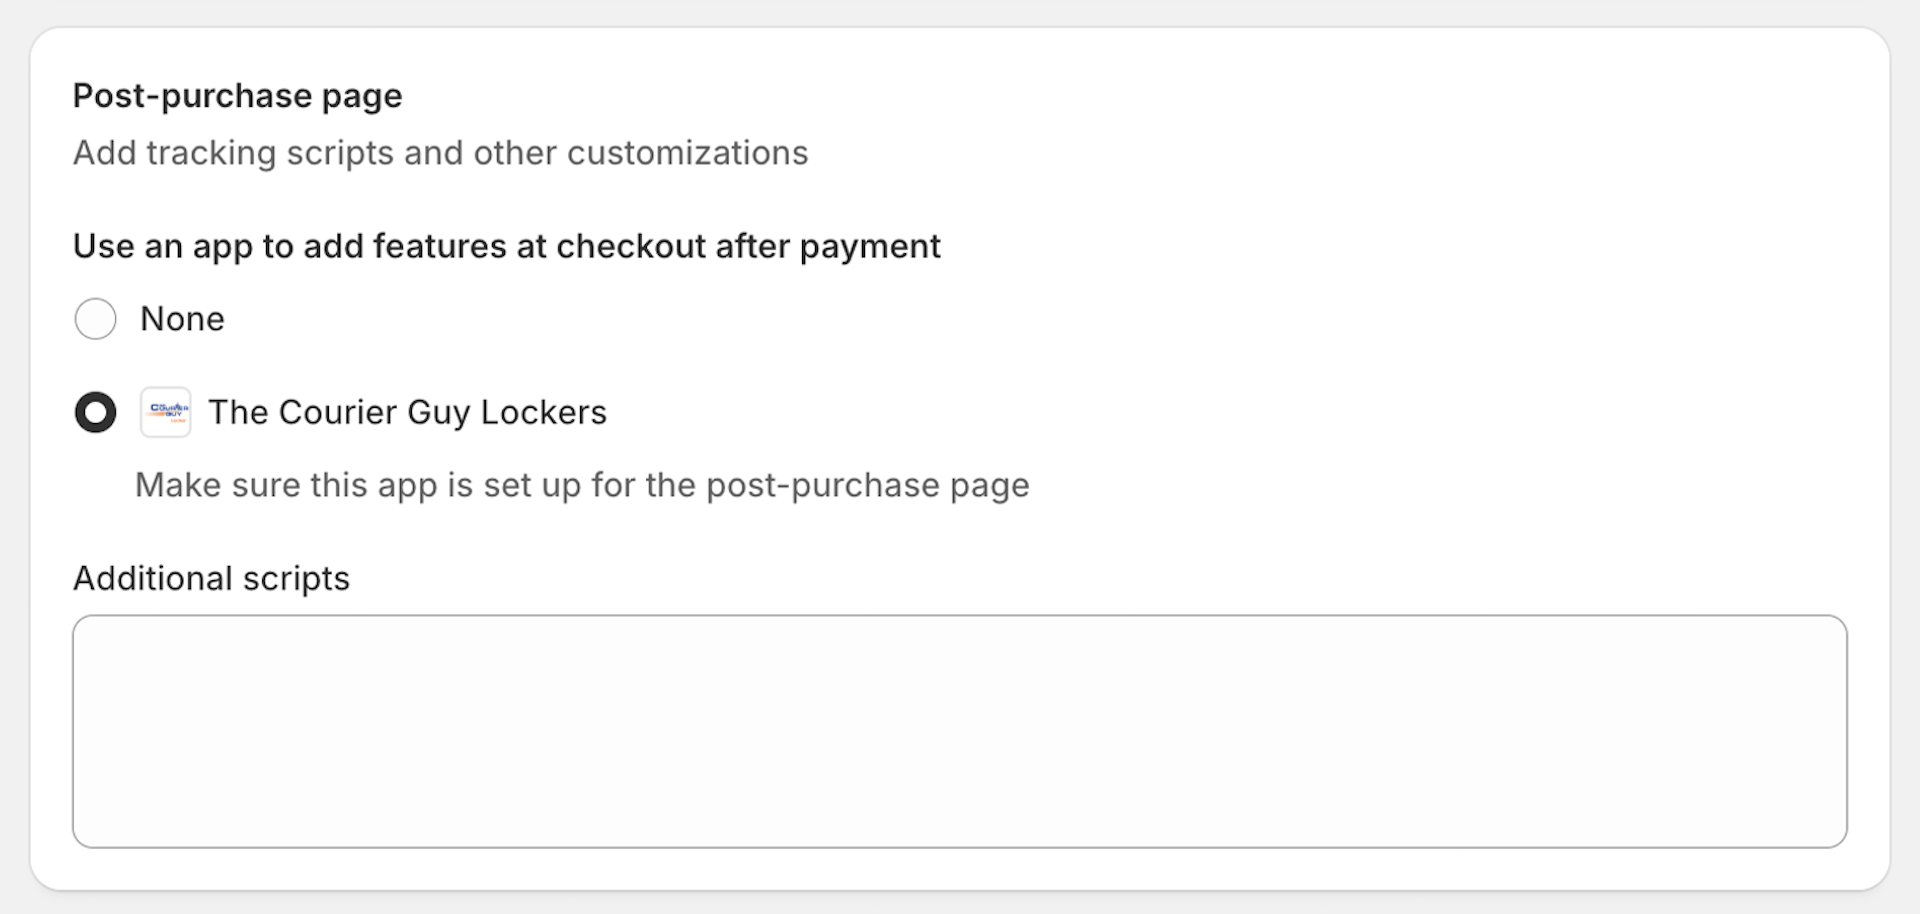 Post-purchase page
Add tracking scripts and other customizations
Use an app to add features at checkout after payment
None
COURIER
GUY
The Courier Guy Lockers
Make sure this app is set up for the post-purchase page
Additional scripts